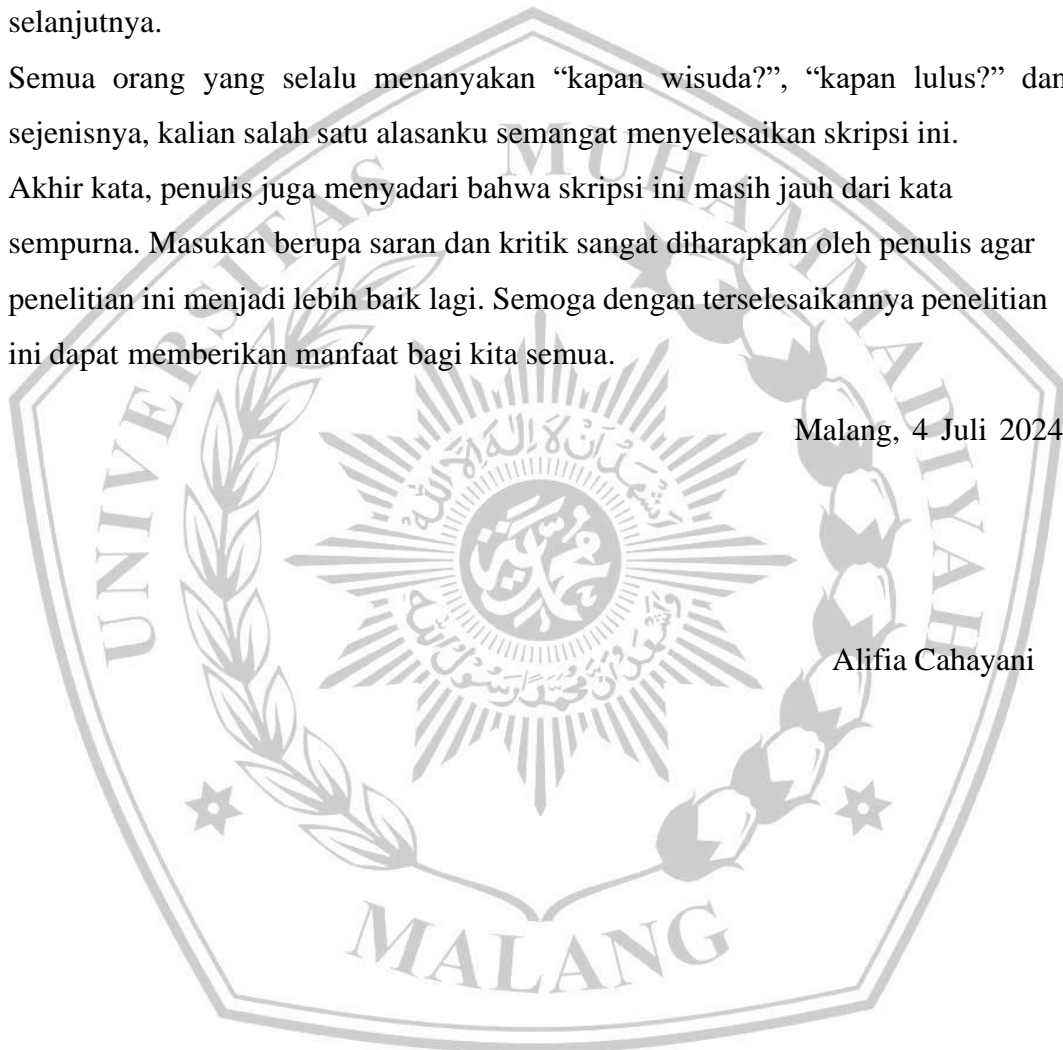 selanjutnya.
Semua orang yang selalu menanyakan “kapan wisuda?”, “kapan lulus?” dan
sejenisnya, kalian salah satu alasanku semangat menyelesaikan skripsi ini.
Akhir kata, penulis juga menyadari bahwa skripsi ini masih jauh dari kata
sempurna. Masukan berupa saran dan kritik sangat diharapkan oleh penulis agar
penelitian ini menjadi lebih baik lagi. Semoga dengan terselesaikannya penelitian
ini dapat memberikan manfaat bagi kita semua.
Malang, 4 Juli 2024
Alifia Cahayani
UNIVERSITAS MUHAMMADIYAH
MALANG